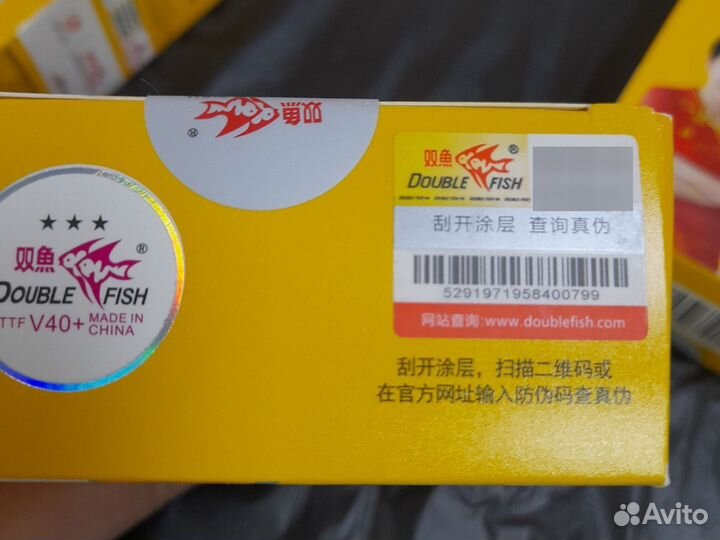 双魚
®
双魚
®
DOUBLE FISH
刮开涂层 查询真伪
5291971958400799
网站查询:www.doublefish.com
刮开涂层，扫描二维码或
在官方网址输入防伪码查真伪
★★★
双魚
®
DOUBLE FISH
TTF V40+ MADE IN
CHINA
Avito